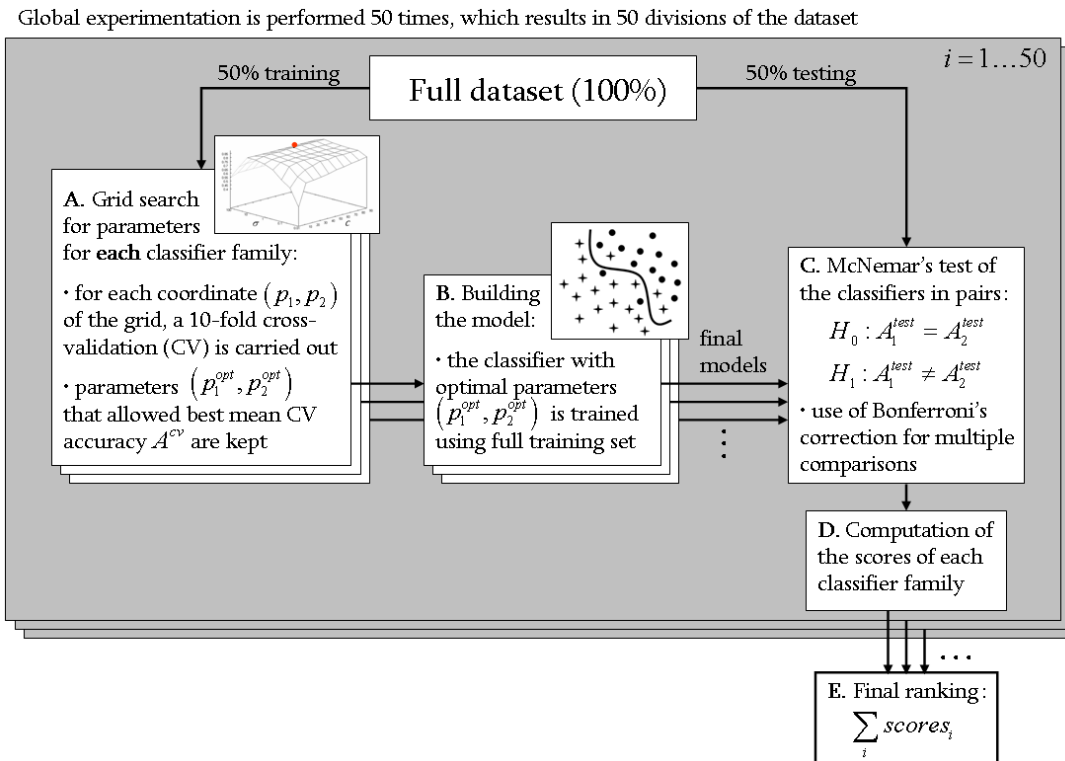 Global experimentation is performed 50 times, which results in 50 divisions of the dataset
i = 1…50
50% training
Full dataset (100%)
50% testing
A. Grid search
for parameters
for each classifier family:
· for each coordinate (p₁, p₂)
of the grid, a 10-fold cross-
validation (CV) is carried out
· parameters (p₁ᵒᵖᵗ, p₂ᵒᵖᵗ)
that allowed best mean CV
accuracy Aᶜᵛ are kept
σ
C
B. Building
the model:
· the classifier with
optimal parameters
(p₁ᵒᵖᵗ, p₂ᵒᵖᵗ) is trained
using full training set
final
models
⋮
C. McNemar's test of
the classifiers in pairs:
H₀ : A₁ᵗᵉˢᵗ = A₂ᵗᵉˢᵗ
H₁ : A₁ᵗᵉˢᵗ ≠ A₂ᵗᵉˢᵗ
· use of Bonferroni's
correction for multiple
comparisons
D. Computation of
the scores of each
classifier family
…
E. Final ranking:
∑ᵢ scoresᵢ